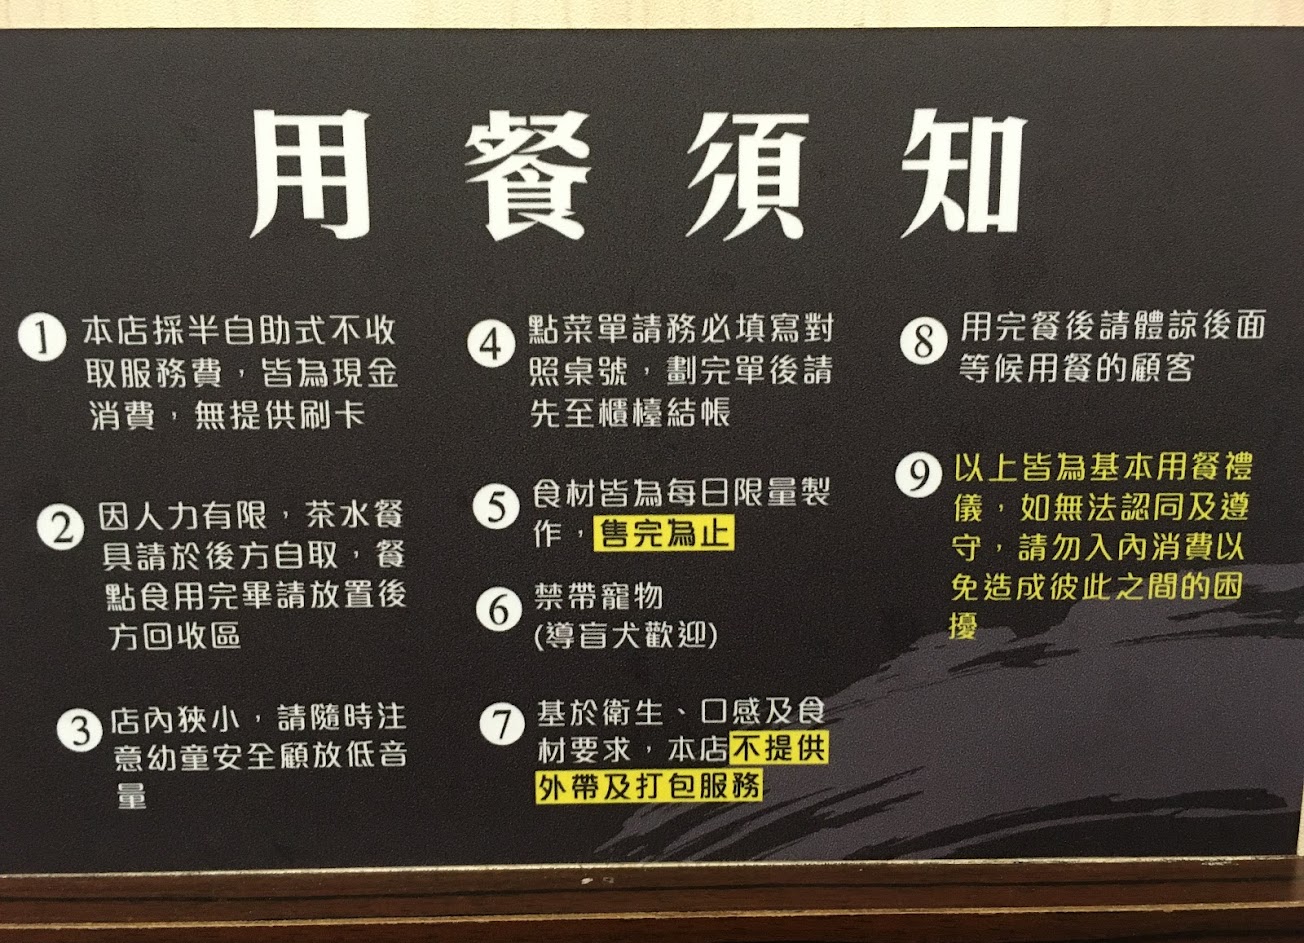 用餐須知
1 本店採半自助式不收
取服務費，皆為現金
消費，無提供刷卡
2 因人力有限，茶水餐
具請於後方自取，餐
點食用完畢請放置後
方回收區
3 店內狹小，請隨時注
意幼童安全顧放低音
量
4 點菜單請務必填寫對
照桌號，劃完單後請
先至櫃檯結帳
5 食材皆為每日限量製
作，售完為止
6 禁帶寵物
(導盲犬歡迎)
7 基於衛生、口感及食
材要求，本店不提供
外帶及打包服務
8 用完餐後請體諒後面
等候用餐的顧客
9 以上皆為基本用餐禮
儀，如無法認同及遵
守，請勿入內消費以
免造成彼此之間的困
擾